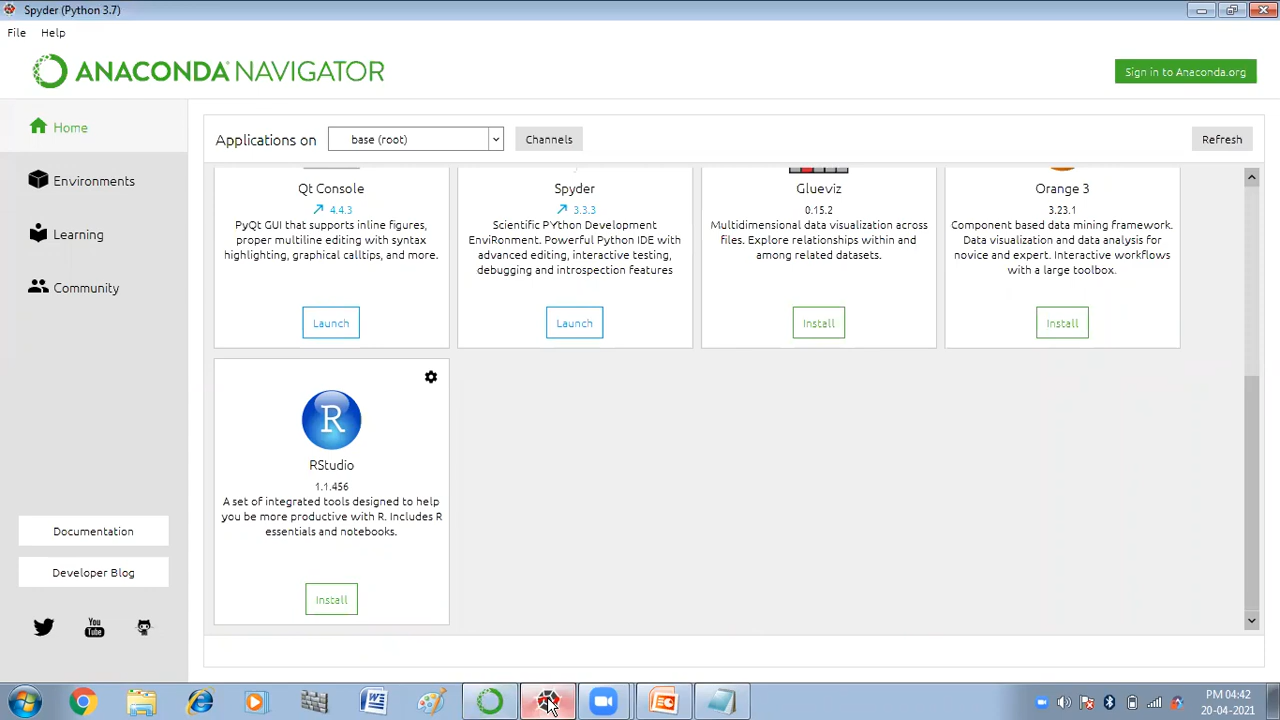 Spyder (Python 3.7)
File Help
ANACONDA NAVIGATOR
Sign in to Anaconda.org
Home
Environments
Learning
Community
Documentation
Developer Blog
You Tube
Applications on base (root) Channels Refresh
Qt Console
4.4.3
PyQt GUI that supports inline figures,
proper multiline editing with syntax
highlighting, graphical calltips, and more.
Launch
Spyder
3.3.3
Scientific PYthon Development
EnviRonment. Powerful Python IDE with
advanced editing, interactive testing,
debugging and introspection features
Launch
Glueviz
0.15.2
Multidimensional data visualization across
files. Explore relationships within and
among related datasets.
Install
Orange 3
3.23.1
Component based data mining framework.
Data visualization and data analysis for
novice and expert. Interactive workflows
with a large toolbox.
Install
R
RStudio
1.1.456
A set of integrated tools designed to help
you be more productive with R. Includes R
essentials and notebooks.
Install
PM 04:42
20-04-2021